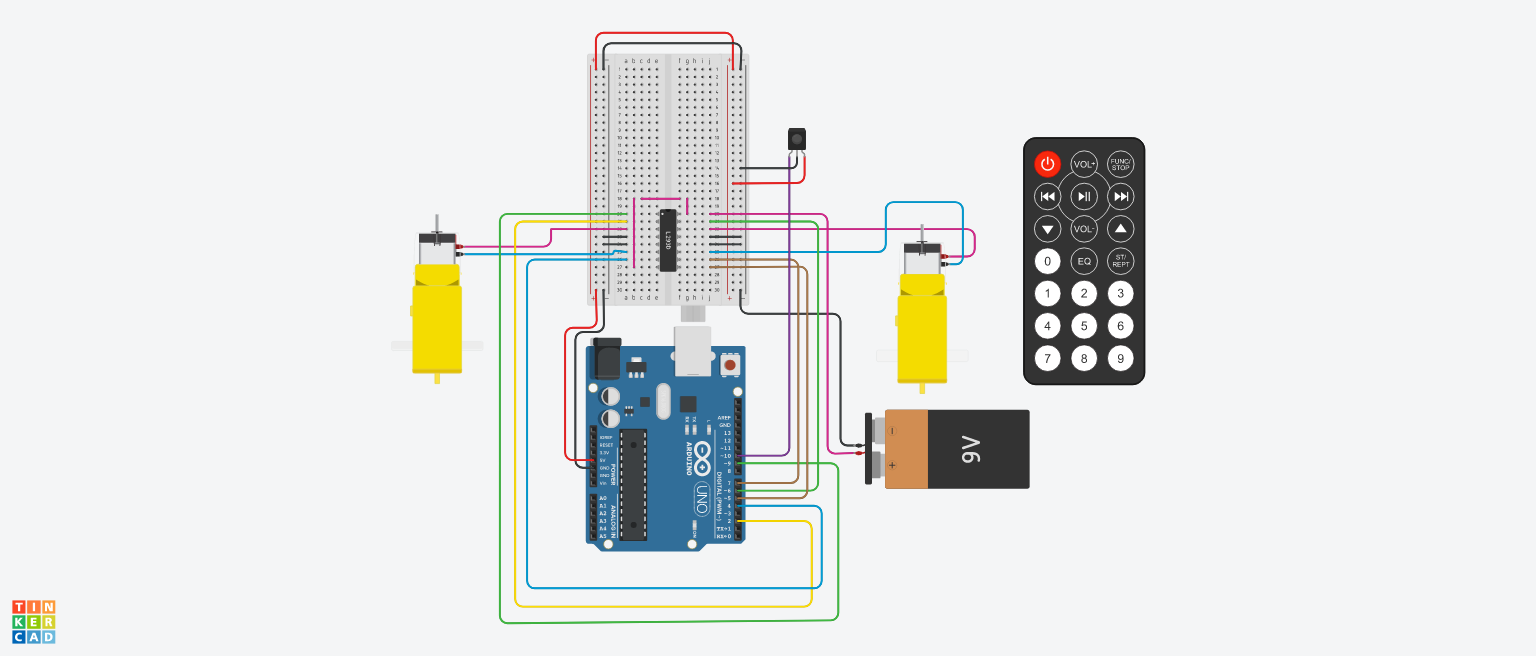 a b c d e f g h i j
L293D
a b c d e f g h i j
VOL+
FUNC/
STOP
VOL-
0
EQ
ST/
REPT
1 2 3
4 5 6
7 8 9
9V
AREF
GND
13
12
~11
~10
~9
8
7
~6
~5
4
~3
2
TX→1
RX←0
DIGITAL (PWM~)
IOREF
RESET
3.3V
5V
GND
GND
Vin
POWER
A0
A1
A2
A3
A4
A5
ANALOG IN
RX
TX
L
ARDUINO
UNO
ON
TIN
KER
CAD